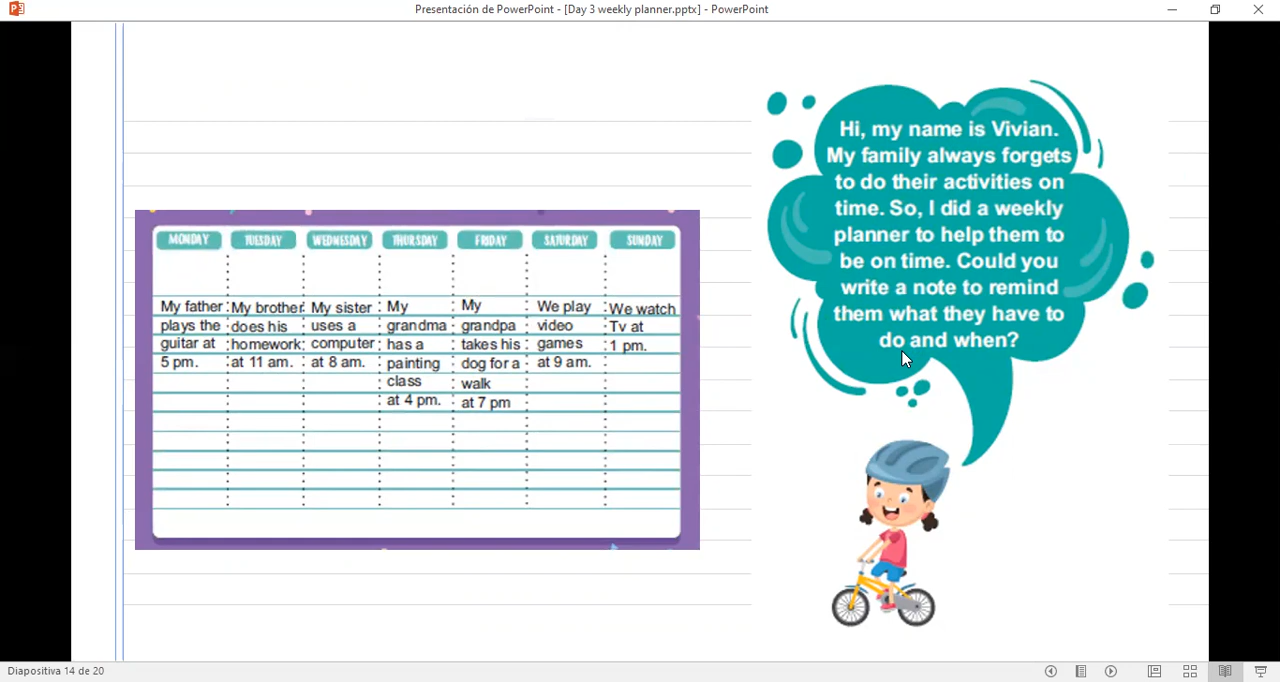 Presentación de PowerPoint - [Day 3 weekly planner.pptx] - PowerPoint
MONDAY
My father
plays the
guitar at
5 pm.
TUESDAY
My brother
does his
homework
at 11 am.
WEDNESDAY
My sister
uses a
computer
at 8 am.
THURSDAY
My
grandma
has a
painting
class
at 4 pm.
FRIDAY
My
grandpa
takes his
dog for a
walk
at 7 pm
SATURDAY
We play
video
games
at 9 am.
SUNDAY
We watch
Tv at
1 pm.
Hi, my name is Vivian.
My family always forgets
to do their activities on
time. So, I did a weekly
planner to help them to
be on time. Could you
write a note to remind
them what they have to
do and when?
Diapositiva 14 de 20